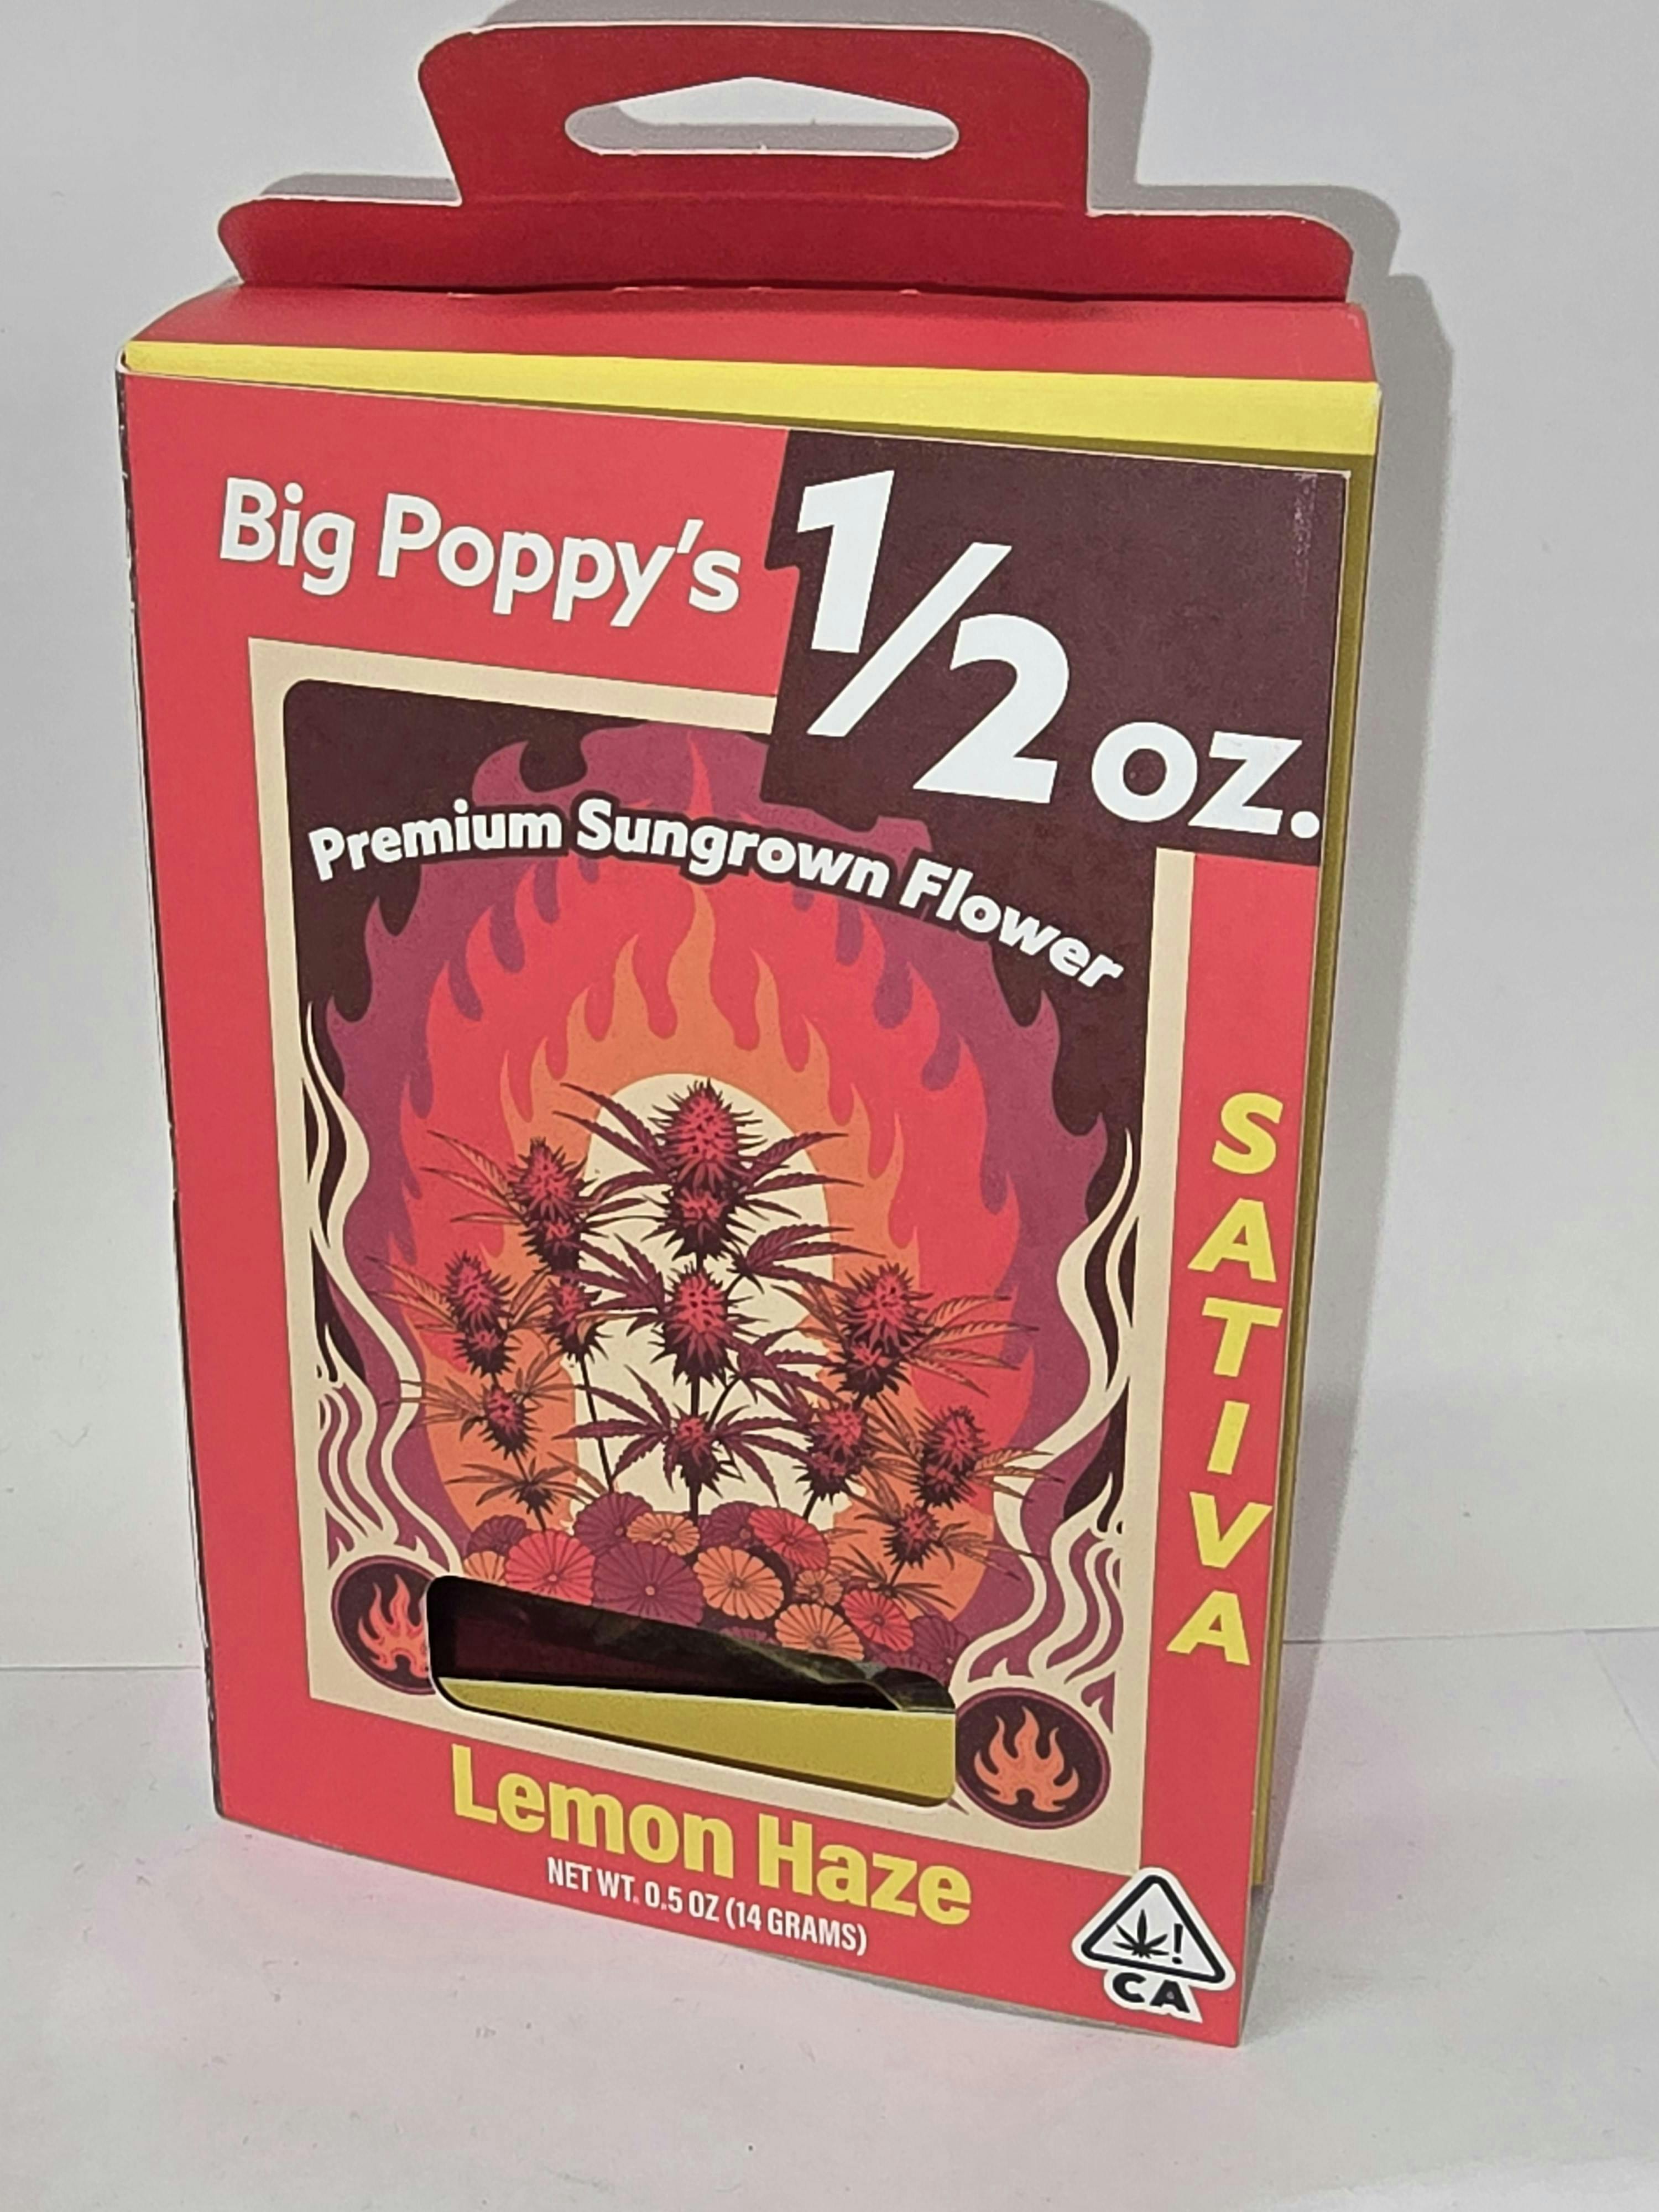 Big Poppy's
1/2 oz.
Premium Sungrown Flower
SATIVA
Lemon Haze
NET WT. 0.5 OZ (14 GRAMS)
!
CA